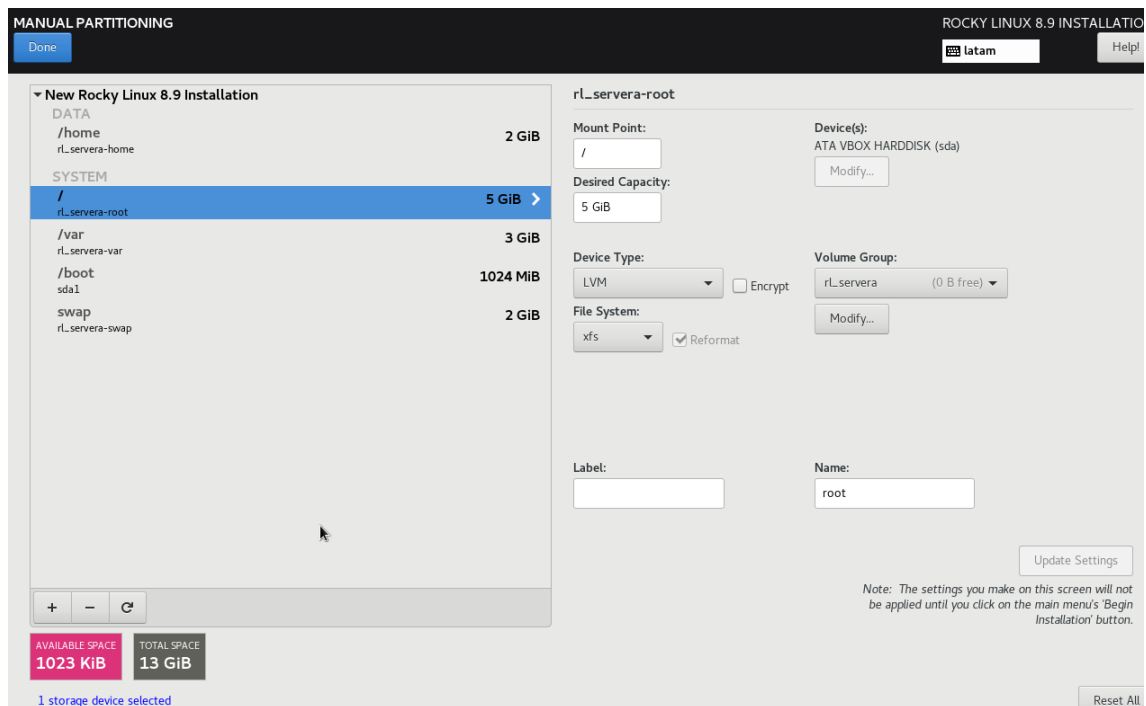 MANUAL PARTITIONING
ROCKY LINUX 8.9 INSTALLATIO
Done
latam
Help!
New Rocky Linux 8.9 Installation
DATA
/home
2 GiB
rl_servera-home
SYSTEM
/
5 GiB
rl_servera-root
/var
3 GiB
rl_servera-var
/boot
1024 MiB
sda1
swap
2 GiB
rl_servera-swap
+ −
AVAILABLE SPACE
1023 KiB
TOTAL SPACE
13 GiB
1 storage device selected
rl_servera-root
Mount Point:
/
Desired Capacity:
5 GiB
Device(s):
ATA VBOX HARDDISK (sda)
Modify...
Device Type:
LVM
Encrypt
Volume Group:
rl_servera (0 B free)
Modify...
File System:
xfs
Reformat
Label:
Name:
root
Update Settings
Note: The settings you make on this screen will not
be applied until you click on the main menu's 'Begin
Installation' button.
Reset All